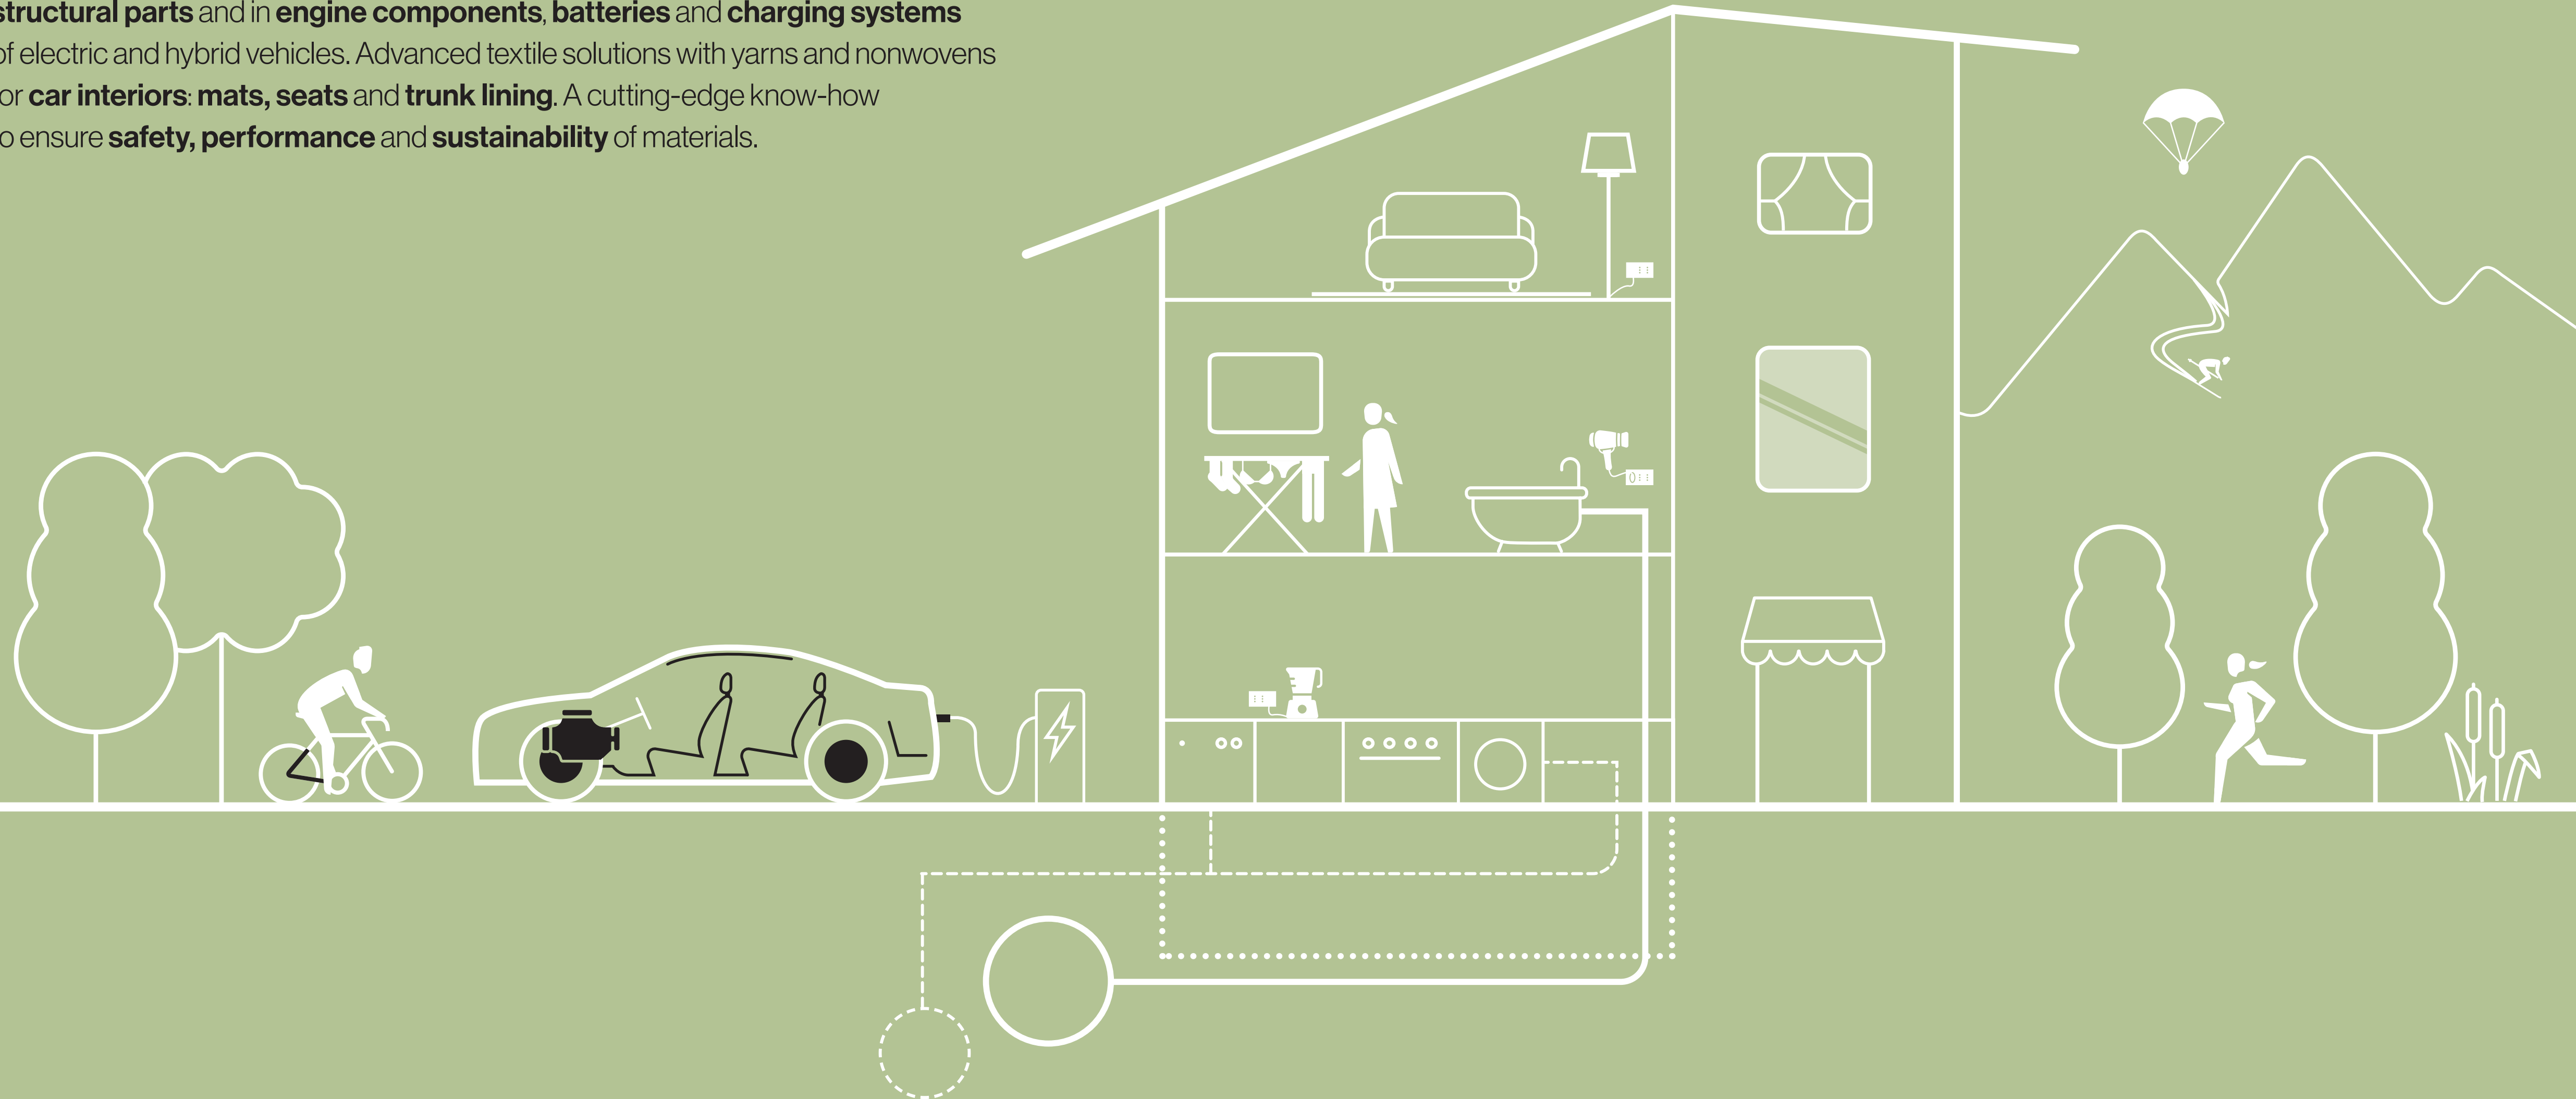 structural parts and in engine components, batteries and charging systems
of electric and hybrid vehicles. Advanced textile solutions with yarns and nonwovens
or car interiors: mats, seats and trunk lining. A cutting-edge know-how
o ensure safety, performance and sustainability of materials.